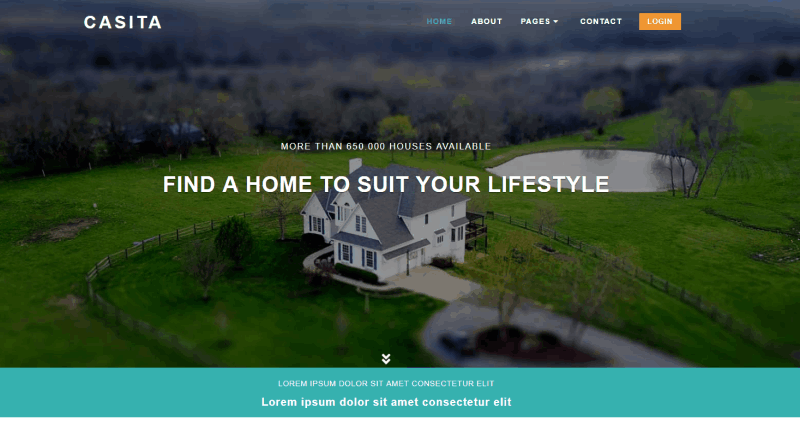 CASITA
HOME ABOUT PAGES CONTACT LOGIN
MORE THAN 650.000 HOUSES AVAILABLE
FIND A HOME TO SUIT YOUR LIFESTYLE
LOREM IPSUM DOLOR SIT AMET CONSECTETUR ELIT
Lorem ipsum dolor sit amet consectetur elit